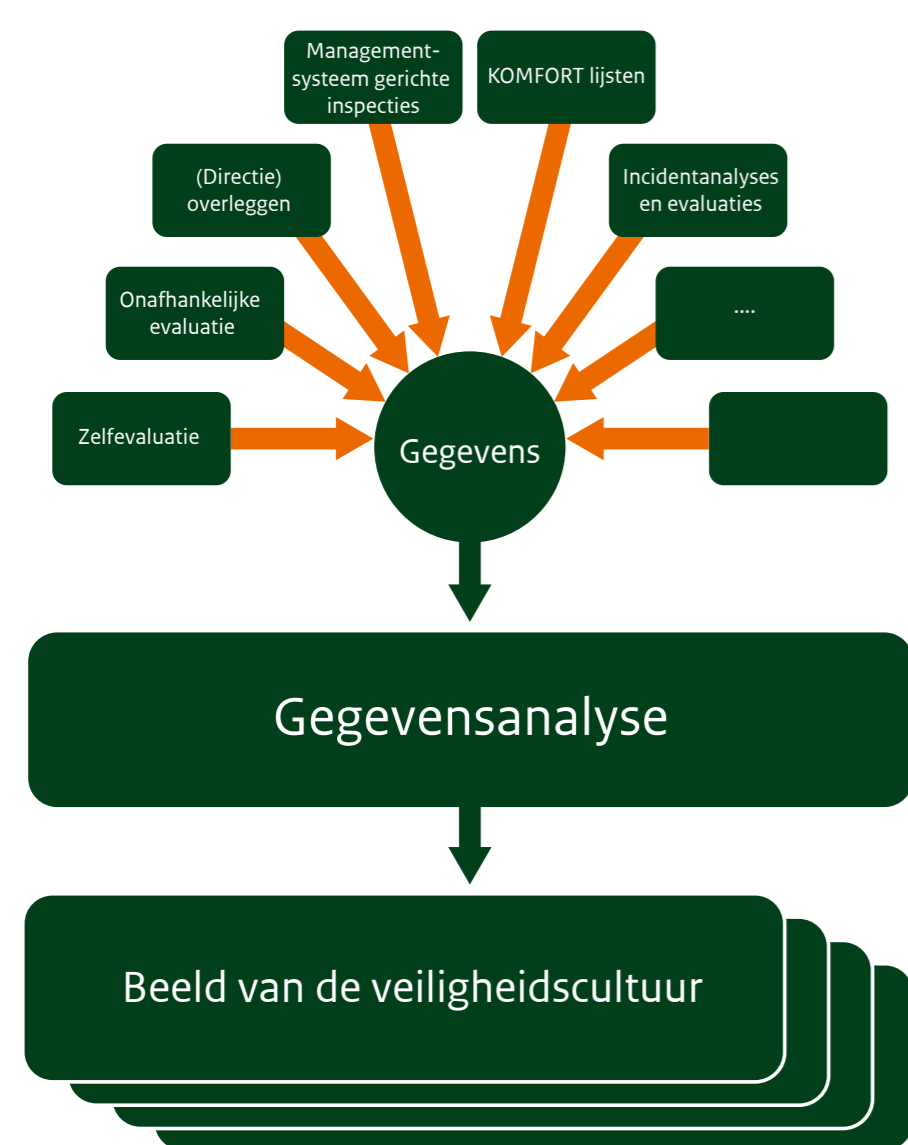 Management-
systeem gerichte
inspecties
KOMFORT lijsten
(Directie)
overleggen
Incidentanalyses
en evaluaties
Onafhankelijke
evaluatie
....
Zelfevaluatie
Gegevens
Gegevensanalyse
Beeld van de veiligheidscultuur